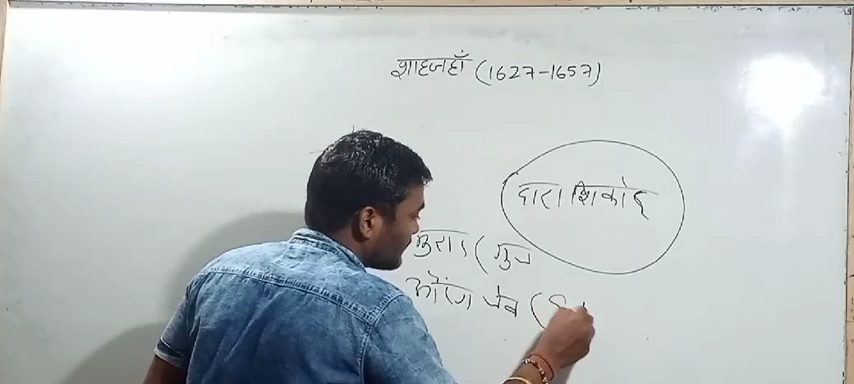 शाहजहाँ (1627-1657)
दारा शिकोह
मुराद (गुज
औरंगजेब (